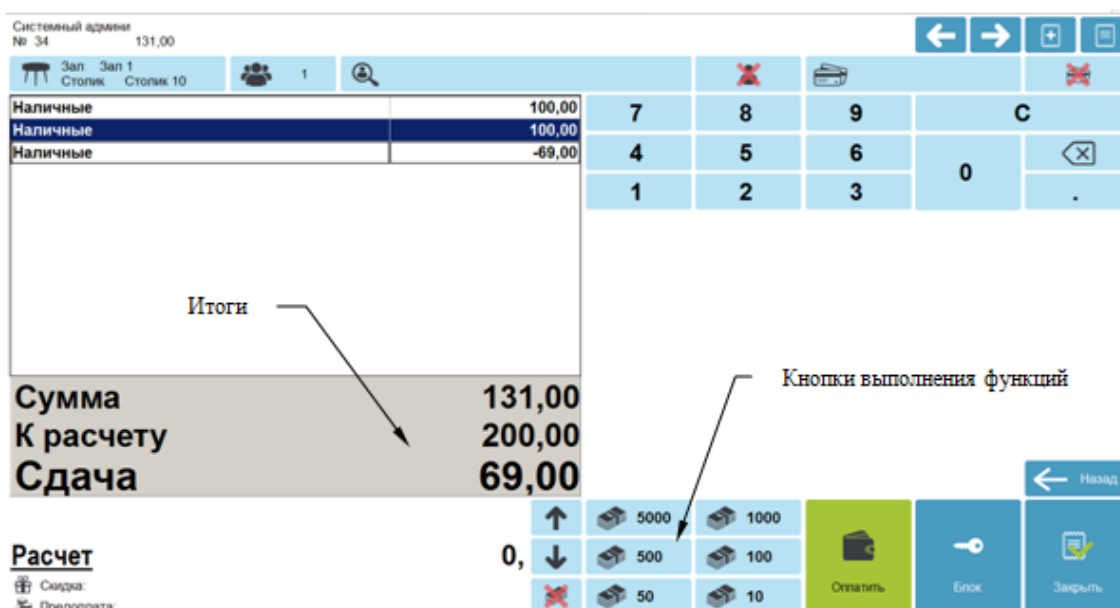 Системный админи
№ 34 131,00
Зал Зал 1
Столик Столик 10
1
Наличные 100,00
Наличные 100,00
Наличные -69,00
7 8 9 C
4 5 6
0
1 2 3 .
Итоги
Кнопки выполнения функций
Сумма 131,00
К расчету 200,00
Сдача 69,00
Назад
5000 1000
Расчет 0,
500 100
Оплатить Блок Закрыть
Скидка:
50 10
Предоплата: